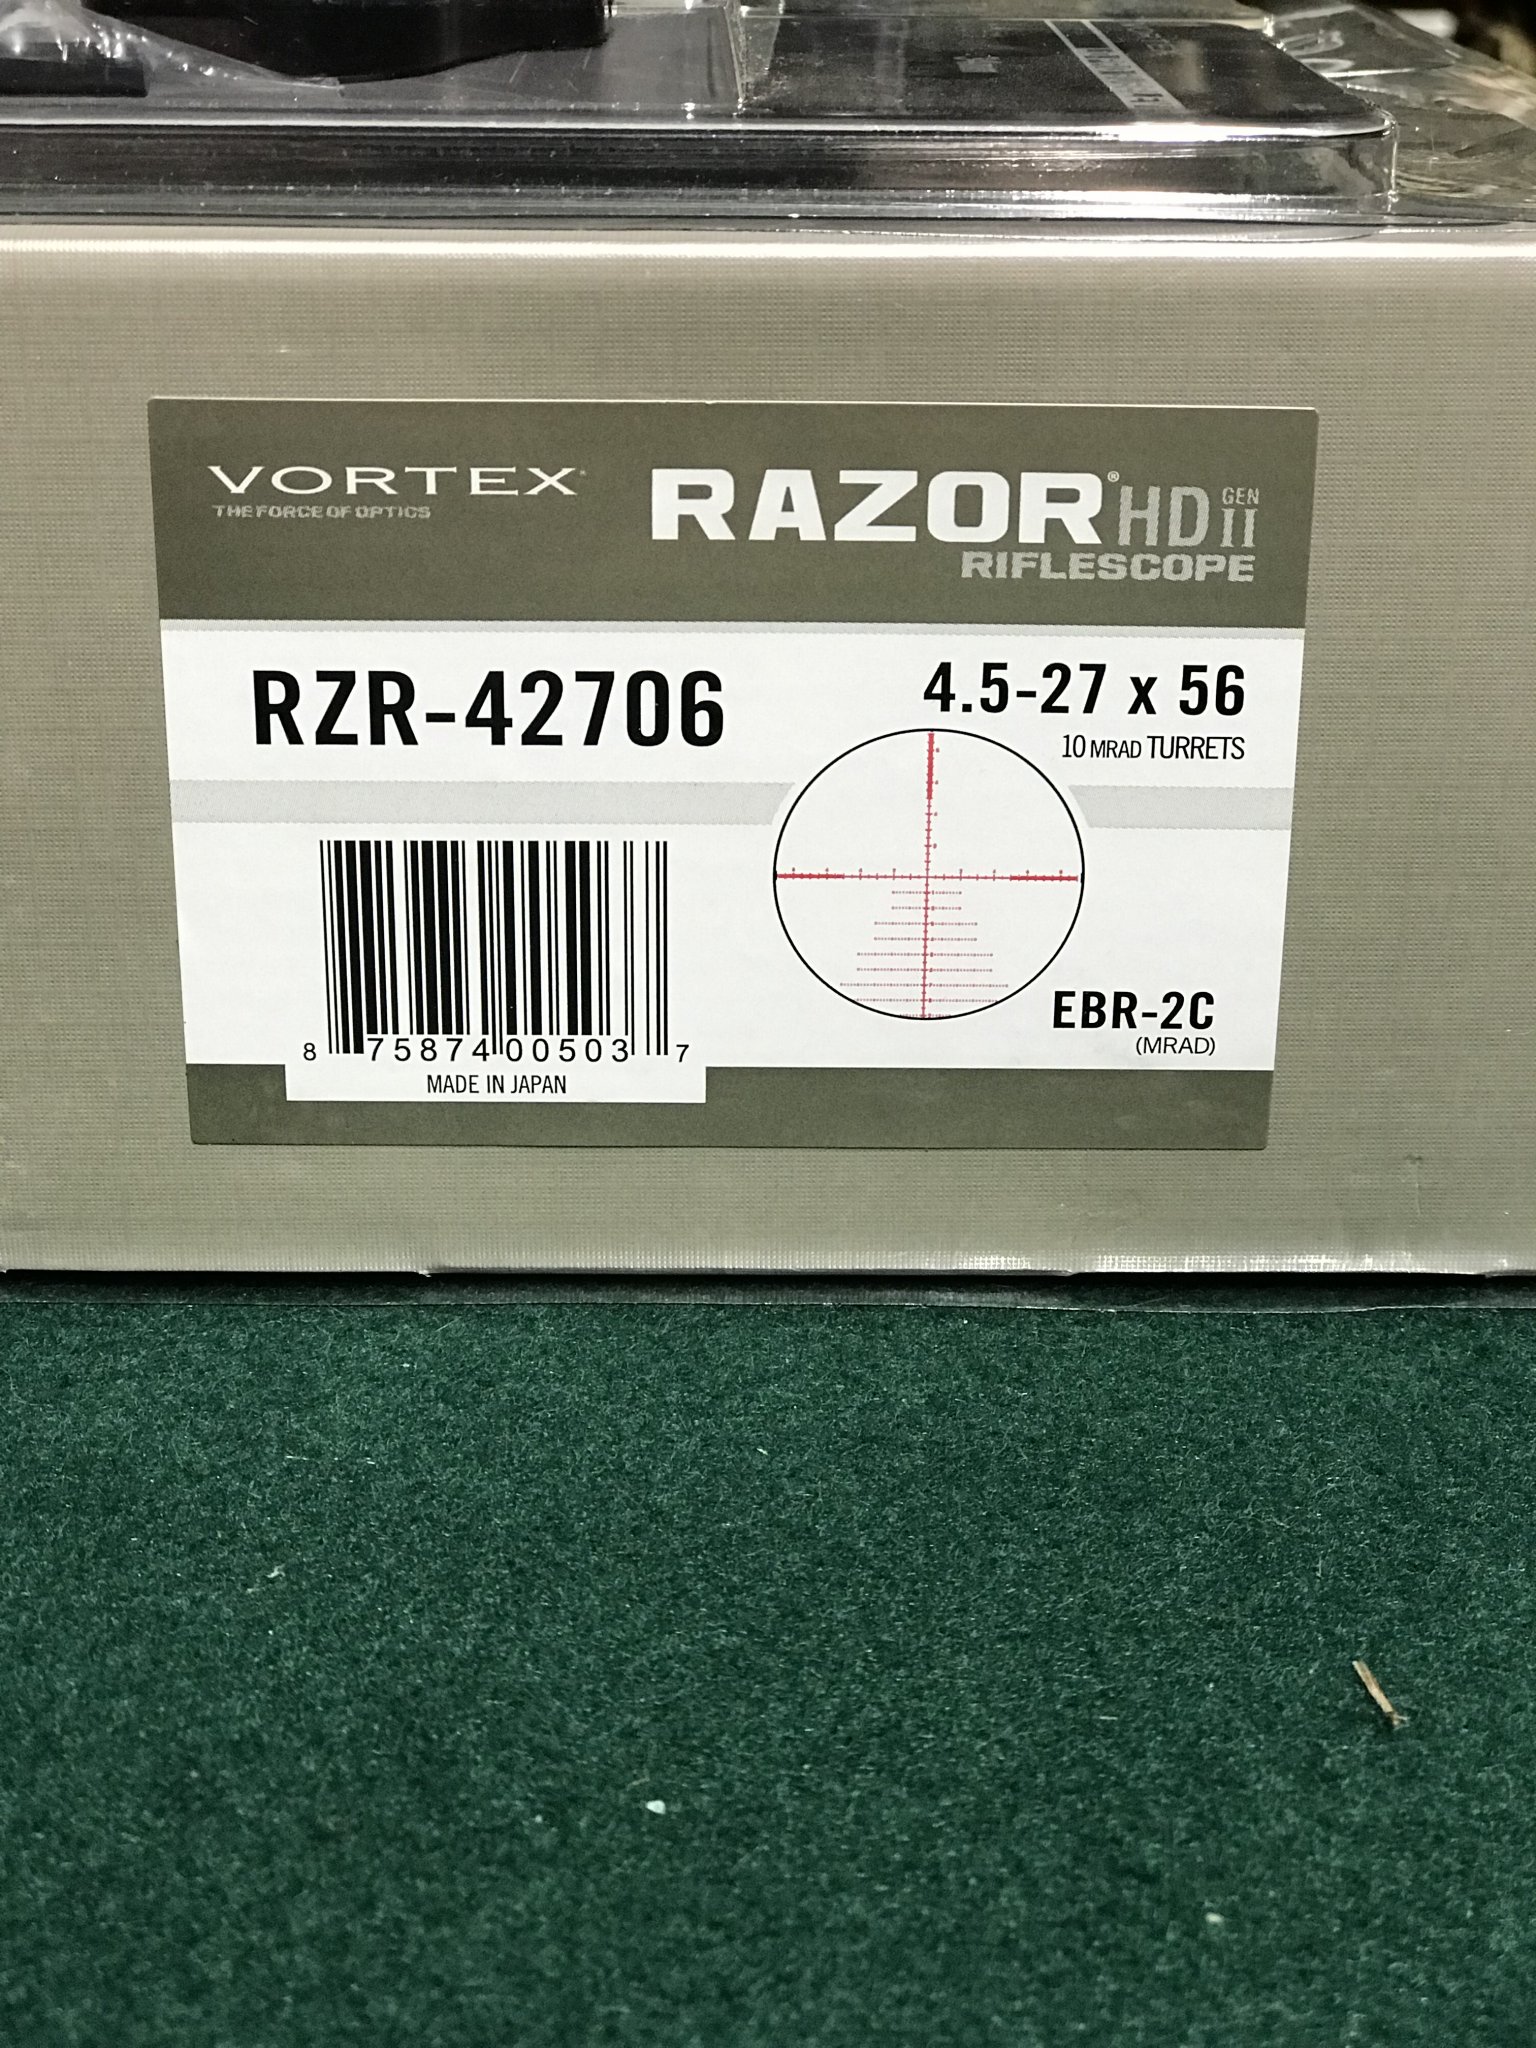 VORTEX
THE FORCE OF OPTICS
RAZOR® HD GEN II
RIFLESCOPE
RZR-42706
4.5-27 x 56
10 MRAD TURRETS
EBR-2C
(MRAD)
8 75874 00503 7
MADE IN JAPAN